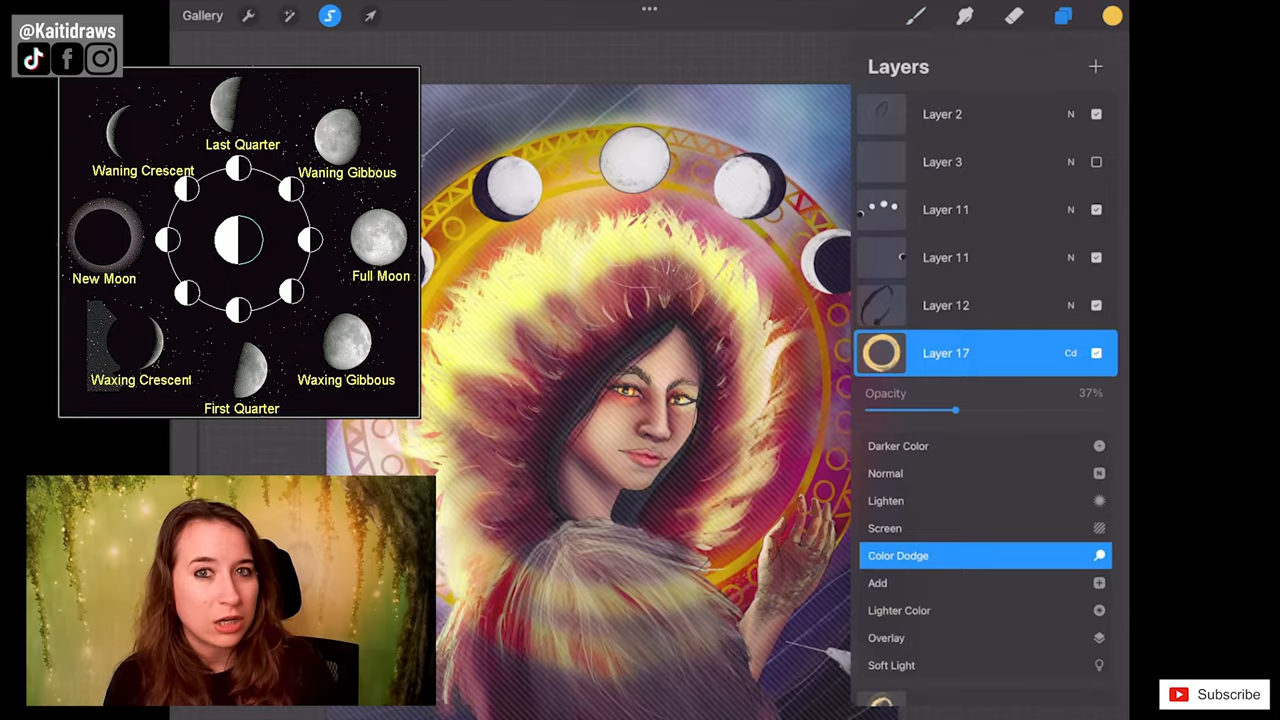 @Kaitidraws
Gallery
Last Quarter
Waning Crescent
Waning Gibbous
New Moon
Full Moon
Waxing Crescent
Waxing Gibbous
First Quarter
Layers
Layer 2 N
Layer 3 N
Layer 11 N
Layer 11 N
Layer 12 N
Layer 17 Cd
Opacity 37%
Darker Color
Normal N
Lighten
Screen
Color Dodge
Add
Lighter Color
Overlay
Soft Light
Subscribe